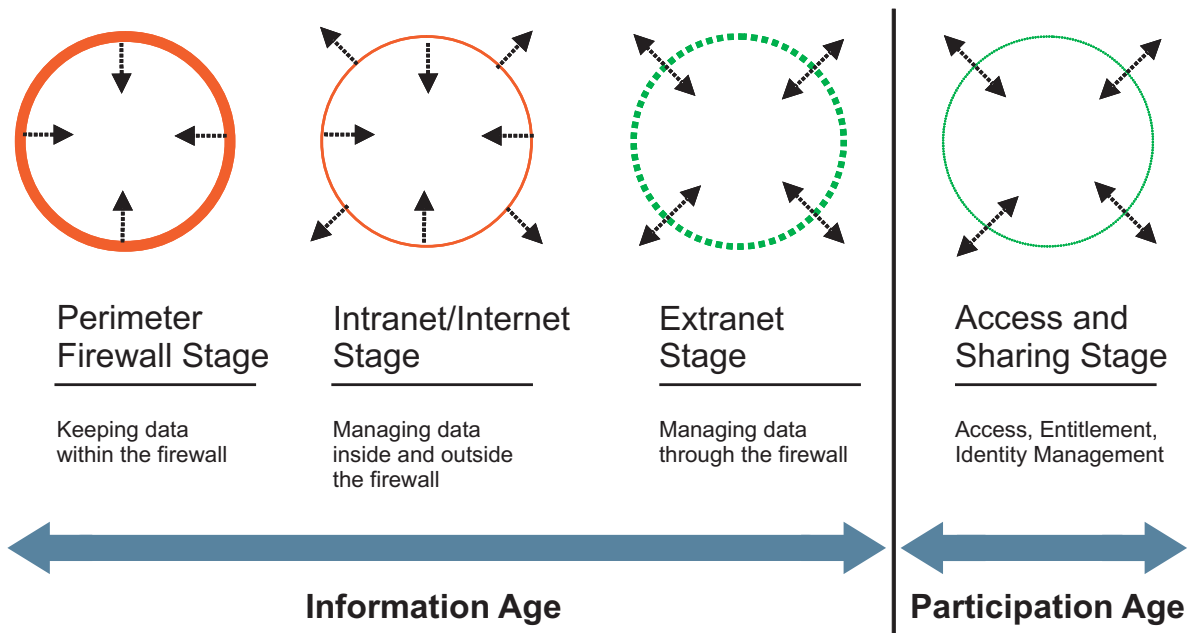 Perimeter
Firewall Stage
Keeping data
within the firewall
Intranet/Internet
Stage
Managing data
inside and outside
the firewall
Extranet
Stage
Managing data
through the firewall
Access and
Sharing Stage
Access, Entitlement,
Identity Management
Information Age
Participation Age